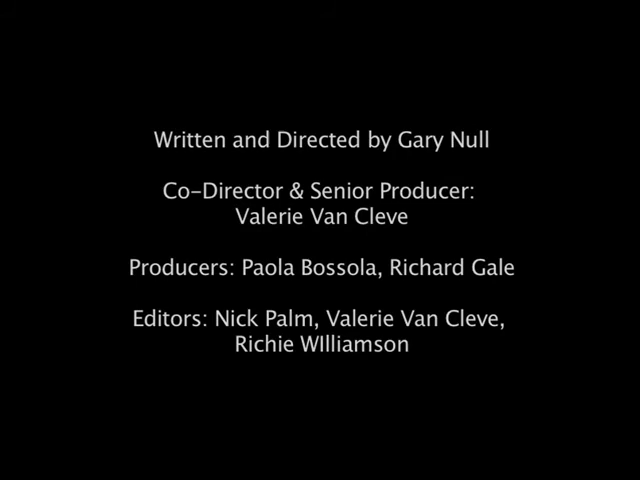 Written and Directed by Gary Null
Co-Director & Senior Producer:
Valerie Van Cleve
Producers: Paola Bossola, Richard Gale
Editors: Nick Palm, Valerie Van Cleve,
Richie WIlliamson